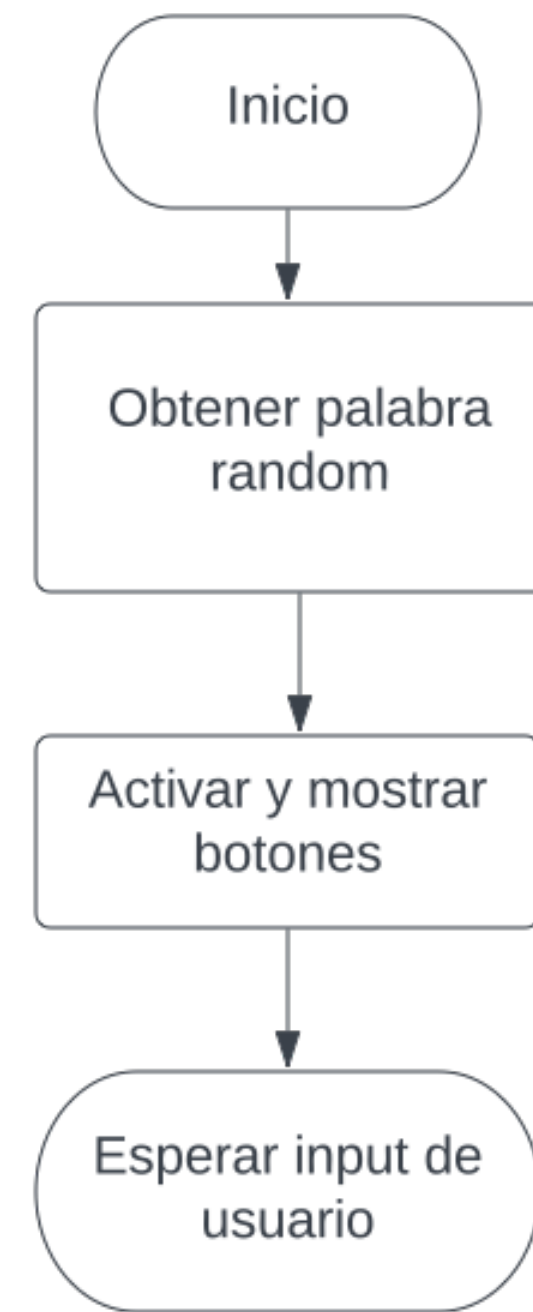 Inicio
Obtener palabra
random
Activar y mostrar
botones
Esperar input de
usuario